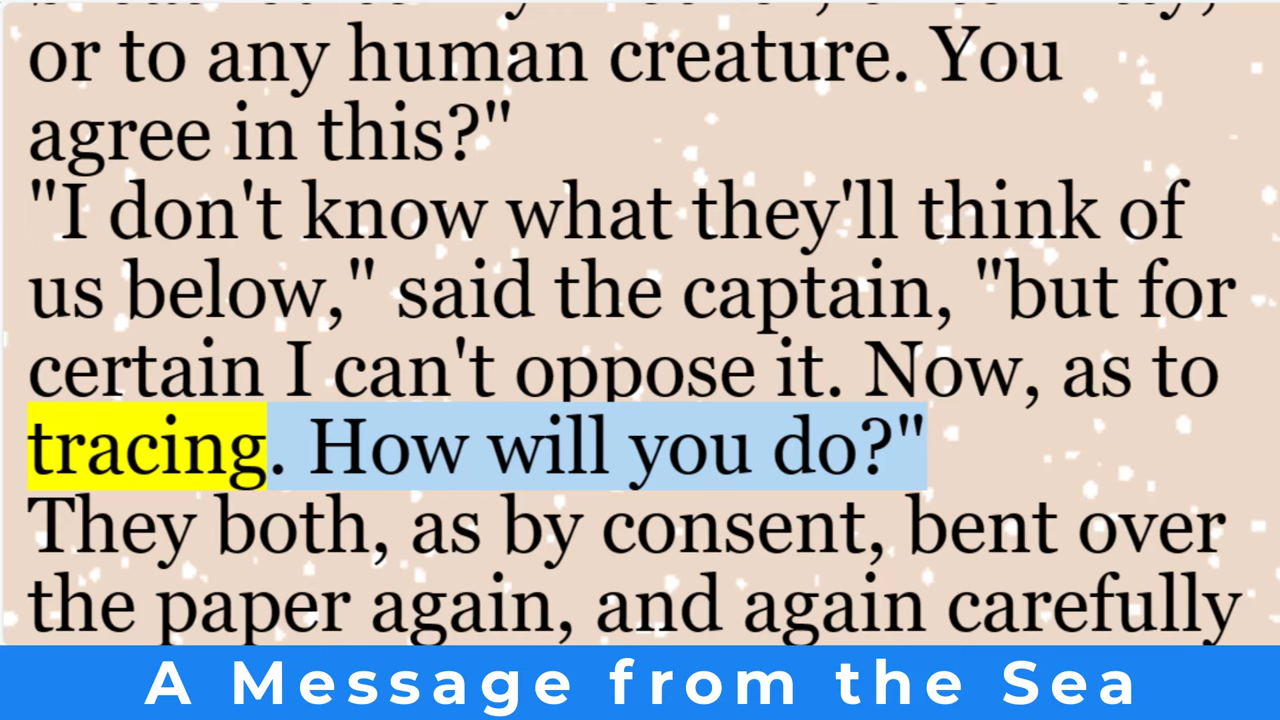 or to any human creature. You
agree in this?"
"I don't know what they'll think of
us below," said the captain, "but for
certain I can't oppose it. Now, as to
tracing. How will you do?"
They both, as by consent, bent over
the paper again, and again carefully
A Message from the Sea